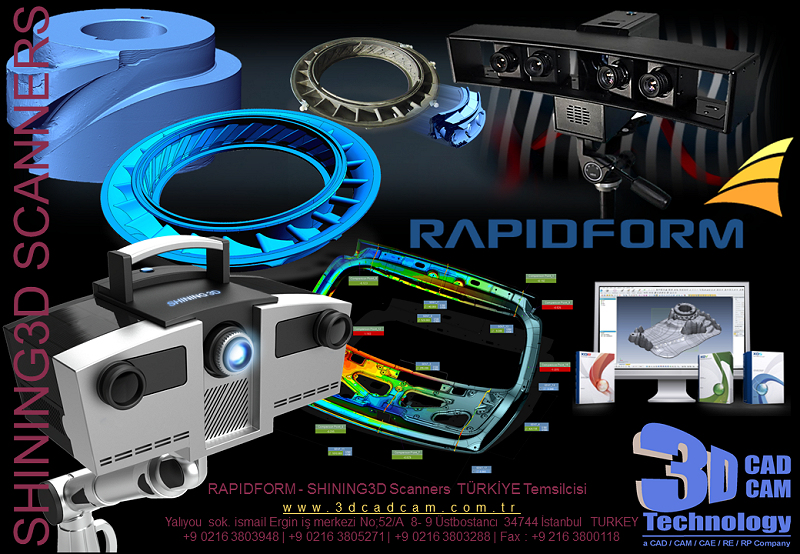 SHINING3D SCANNERS
RAPIDFORM
SHINING3D
3D CAD
CAM
Technology
a CAD / CAM / CAE / RE / RP Company
RAPIDFORM - SHINING3D Scanners TÜRKİYE Temsilcisi
www.3dcadcam.com.tr
Yalıyou sok. ismail Ergin iş merkezi No;52/A 8- 9 Ustbostancı 34744 İstanbul TURKEY
+9 0216 3803948 | +9 0216 3805271 | +9 0216 3803288 | Fax : +9 216 3800118